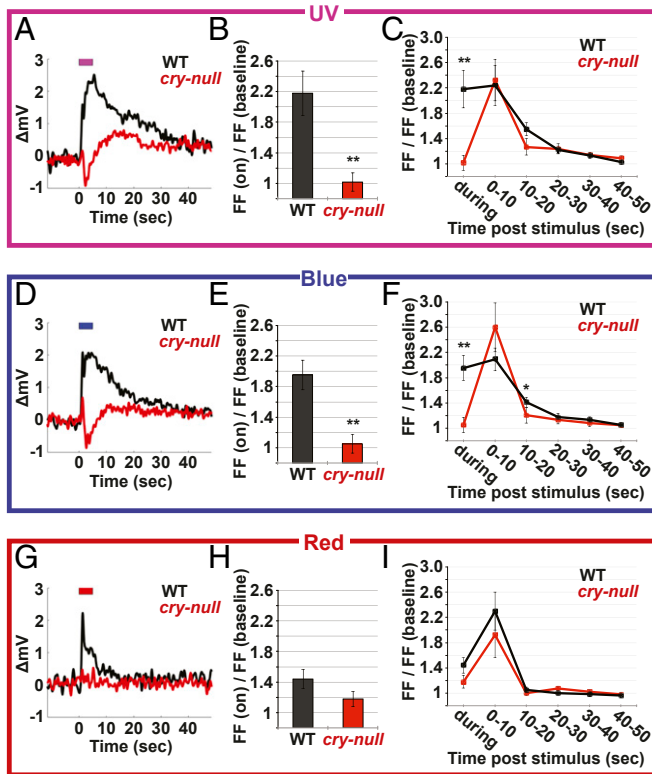 UV
A
WT
cry-null
ΔmV
3
2
1
0
-1
0 10 20 30 40
Time (sec)
B
FF (on) / FF (baseline)
2.6
2.2
1.8
1.4
1
**
WT cry-null
C
WT
cry-null
FF / FF (baseline)
3.0
2.6
2.2
1.8
1.4
1
**
during 0-10 10-20 20-30 30-40 40-50
Time post stimulus (sec)
Blue
D
WT
cry-null
ΔmV
3
2
1
0
-1
0 10 20 30 40
Time (sec)
E
FF (on) / FF (baseline)
2.6
2.2
1.8
1.4
1
**
WT cry-null
F
WT
cry-null
FF / FF (baseline)
3.0
2.6
2.2
1.8
1.4
1
**
*
during 0-10 10-20 20-30 30-40 40-50
Time post stimulus (sec)
Red
G
WT
cry-null
ΔmV
3
2
1
0
-1
0 10 20 30 40
Time (sec)
H
FF (on) / FF (baseline)
2.6
2.2
1.8
1.4
1
WT cry-null
I
WT
cry-null
FF / FF (baseline)
3.0
2.6
2.2
1.8
1.4
1
during 0-10 10-20 20-30 30-40 40-50
Time post stimulus (sec)